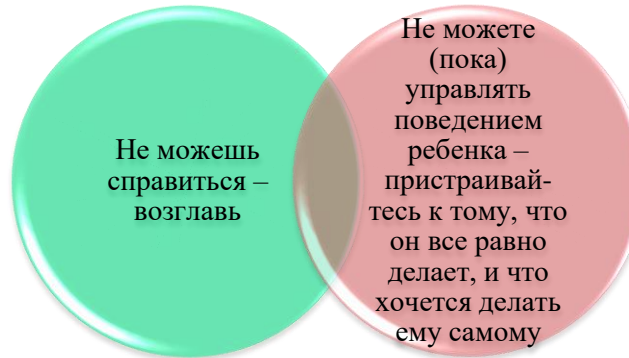 Не можешь
справиться –
возглавь
Не можете
(пока)
управлять
поведением
ребенка –
пристраивай-
тесь к тому, что
он все равно
делает, и что
хочется делать
ему самому